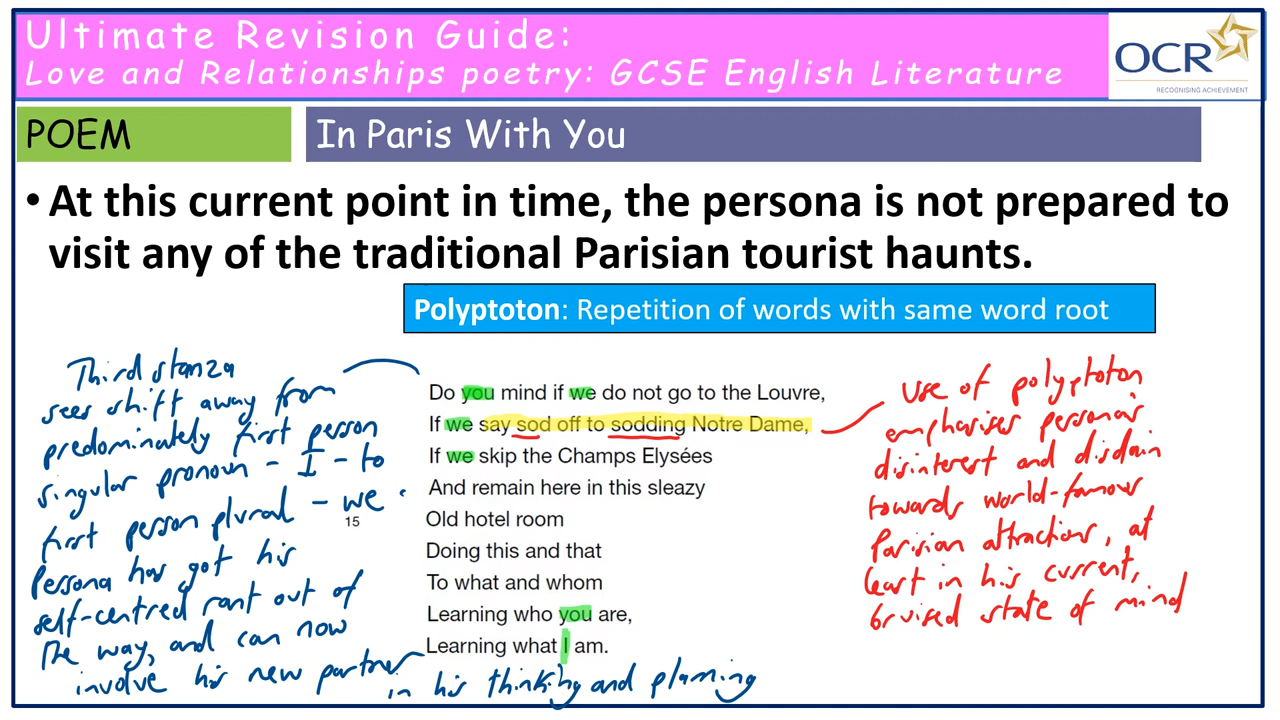 Ultimate Revision Guide:
Love and Relationships poetry: GCSE English Literature
OCR
RECOGNISING ACHIEVEMENT
POEM
In Paris With You
• At this current point in time, the persona is not prepared to
visit any of the traditional Parisian tourist haunts.
Polyptoton: Repetition of words with same word root
Third stanza
sees shift away from
predominately first person
singular pronoun – I – to
first person plural – we.
Persona has got his
self-centred rant out of
the way, and can now
involve his new partner
in his thinking and planning
Do you mind if we do not go to the Louvre,
If we say sod off to sodding Notre Dame,
If we skip the Champs Elysées
And remain here in this sleazy
15
Old hotel room
Doing this and that
To what and whom
Learning who you are,
Learning what I am.
Use of polyptoton
emphasises persona's
disinterest and disdain
towards world-famous
Parisian attractions, at
least in his current,
bruised state of mind